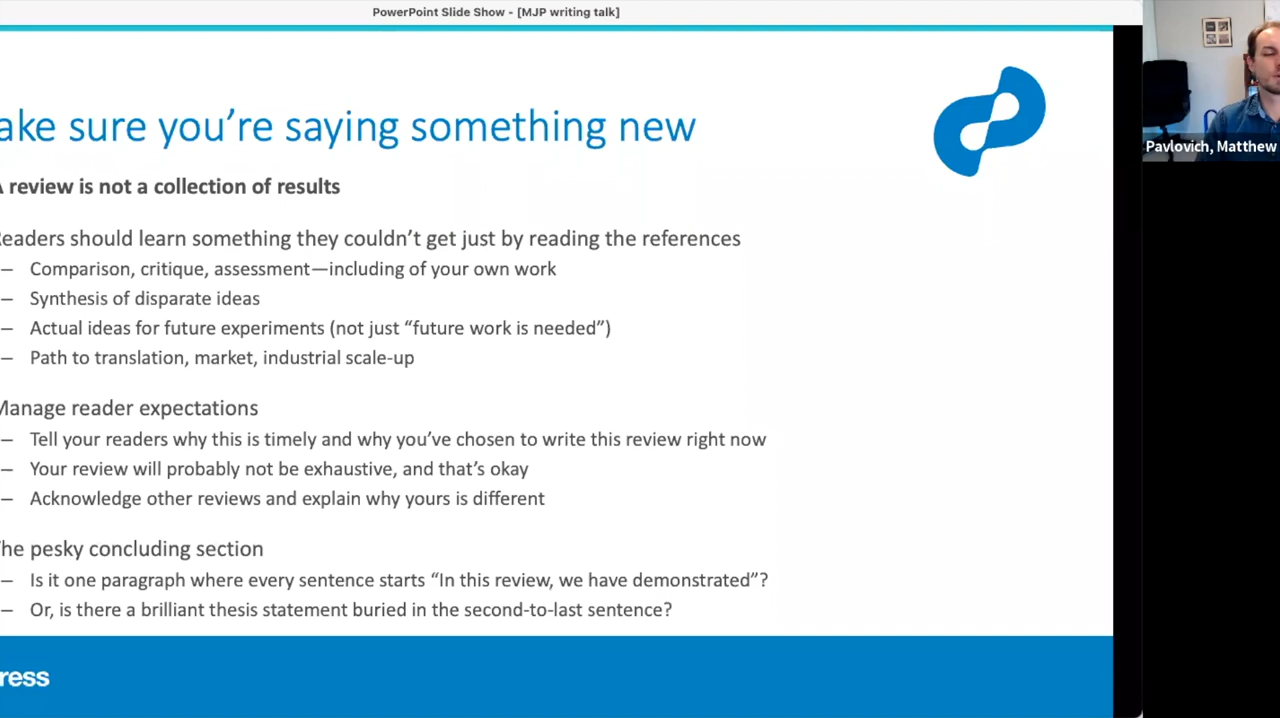 PowerPoint Slide Show - [MJP writing talk]
ake sure you’re saying something new
A review is not a collection of results
Readers should learn something they couldn’t get just by reading the references
– Comparison, critique, assessment—including of your own work
– Synthesis of disparate ideas
– Actual ideas for future experiments (not just “future work is needed”)
– Path to translation, market, industrial scale-up
Manage reader expectations
– Tell your readers why this is timely and why you’ve chosen to write this review right now
– Your review will probably not be exhaustive, and that’s okay
– Acknowledge other reviews and explain why yours is different
The pesky concluding section
– Is it one paragraph where every sentence starts “In this review, we have demonstrated”?
– Or, is there a brilliant thesis statement buried in the second-to-last sentence?
ress
Pavlovich, Matthew